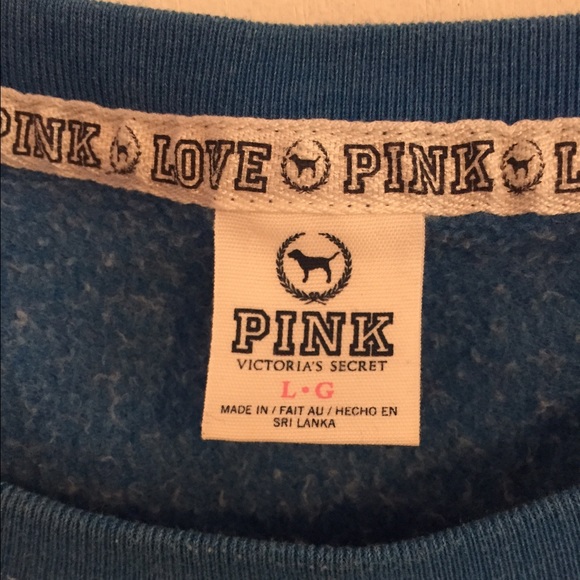 PINK LOVE PINK L
PINK
VICTORIA'S SECRET
L•G
MADE IN / FAIT AU / HECHO EN
SRI LANKA